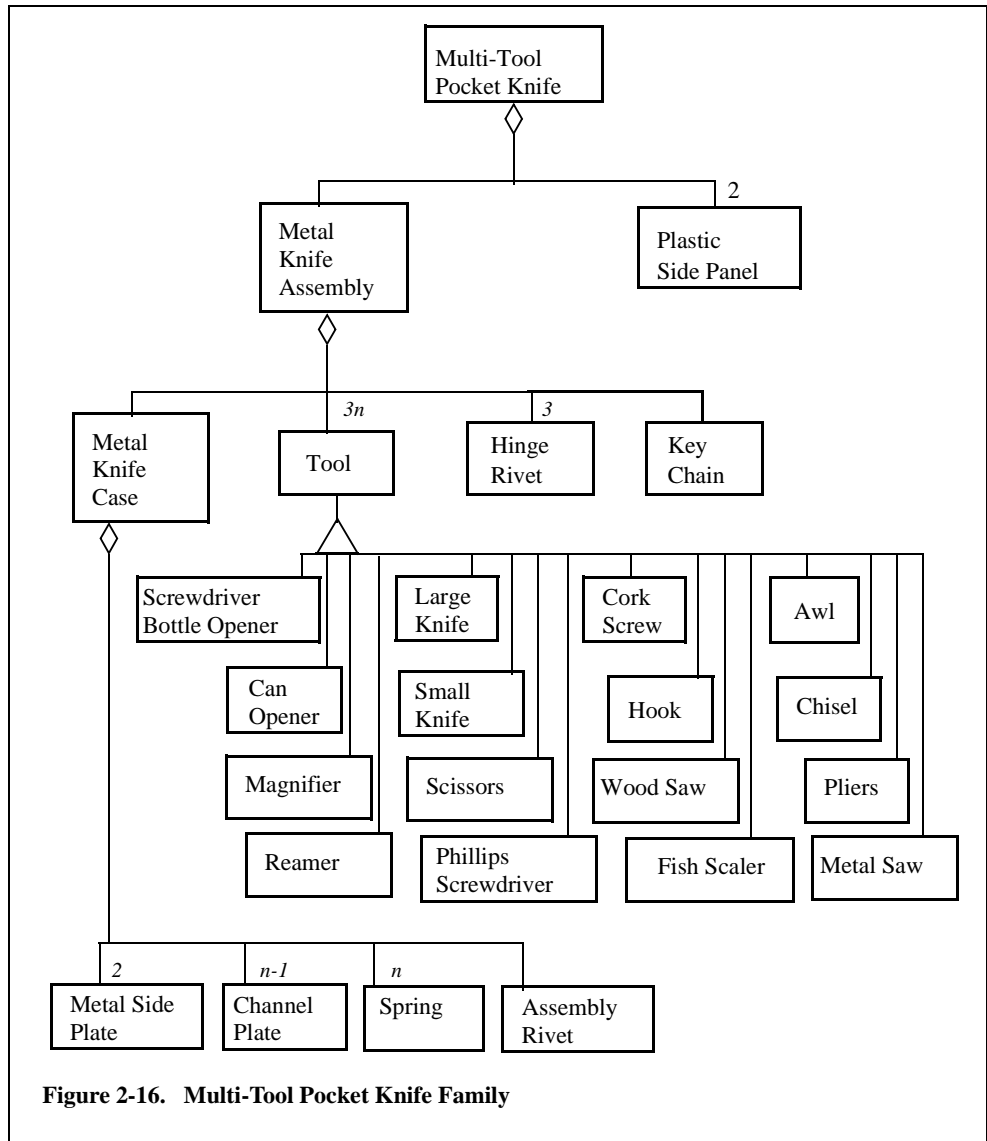 Multi-Tool
Pocket Knife
2
Metal
Knife
Assembly
Plastic
Side Panel
3n
3
Metal
Knife
Case
Tool
Hinge
Rivet
Key
Chain
Screwdriver
Bottle Opener
Large
Knife
Cork
Screw
Awl
Can
Opener
Small
Knife
Hook
Chisel
Magnifier
Scissors
Wood Saw
Pliers
Reamer
Phillips
Screwdriver
Fish Scaler
Metal Saw
2
n-1
n
Metal Side
Plate
Channel
Plate
Spring
Assembly
Rivet
Figure 2-16. Multi-Tool Pocket Knife Family